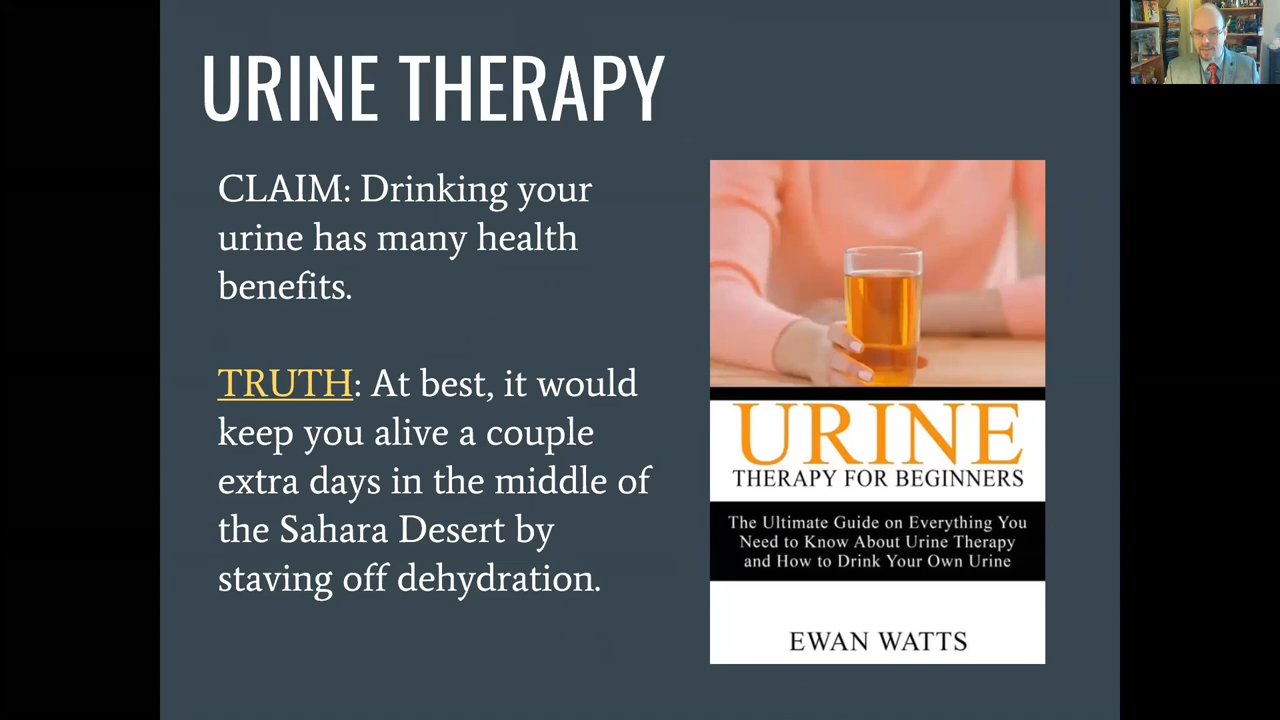 URINE THERAPY
CLAIM: Drinking your
urine has many health
benefits.
TRUTH: At best, it would
keep you alive a couple
extra days in the middle of
the Sahara Desert by
staving off dehydration.
URINE
THERAPY FOR BEGINNERS
The Ultimate Guide on Everything You
Need to Know About Urine Therapy
and How to Drink Your Own Urine
EWAN WATTS